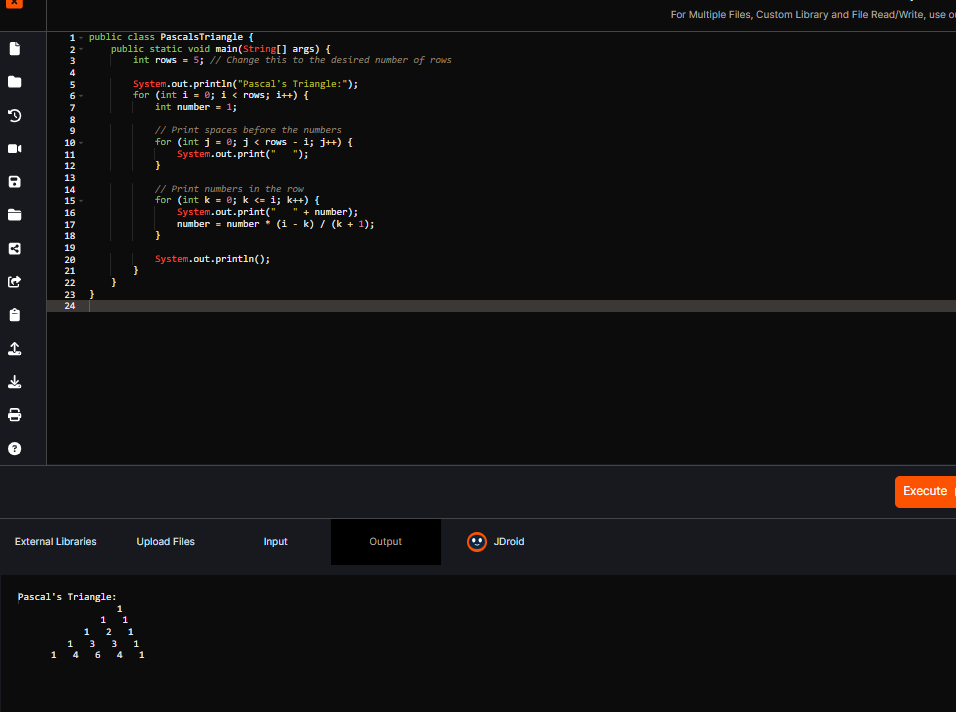 For Multiple Files, Custom Library and File Read/Write, use
1 public class PascalsTriangle {
2     public static void main(String[] args) {
3         int rows = 5; // Change this to the desired number of rows
4
5         System.out.println("Pascal's Triangle:");
6         for (int i = 0; i < rows; i++) {
7             int number = 1;
8
9             // Print spaces before the numbers
10             for (int j = 0; j < rows - i; j++) {
11                 System.out.print("   ");
12             }
13
14             // Print numbers in the row
15             for (int k = 0; k <= i; k++) {
16                 System.out.print("   " + number);
17                 number = number * (i - k) / (k + 1);
18             }
19
20             System.out.println();
21         }
22     }
23 }
24
Execute
External Libraries Upload Files Input Output JDroid
Pascal's Triangle:
                   1
                1   1
             1   2   1
          1   3   3   1
       1   4   6   4   1